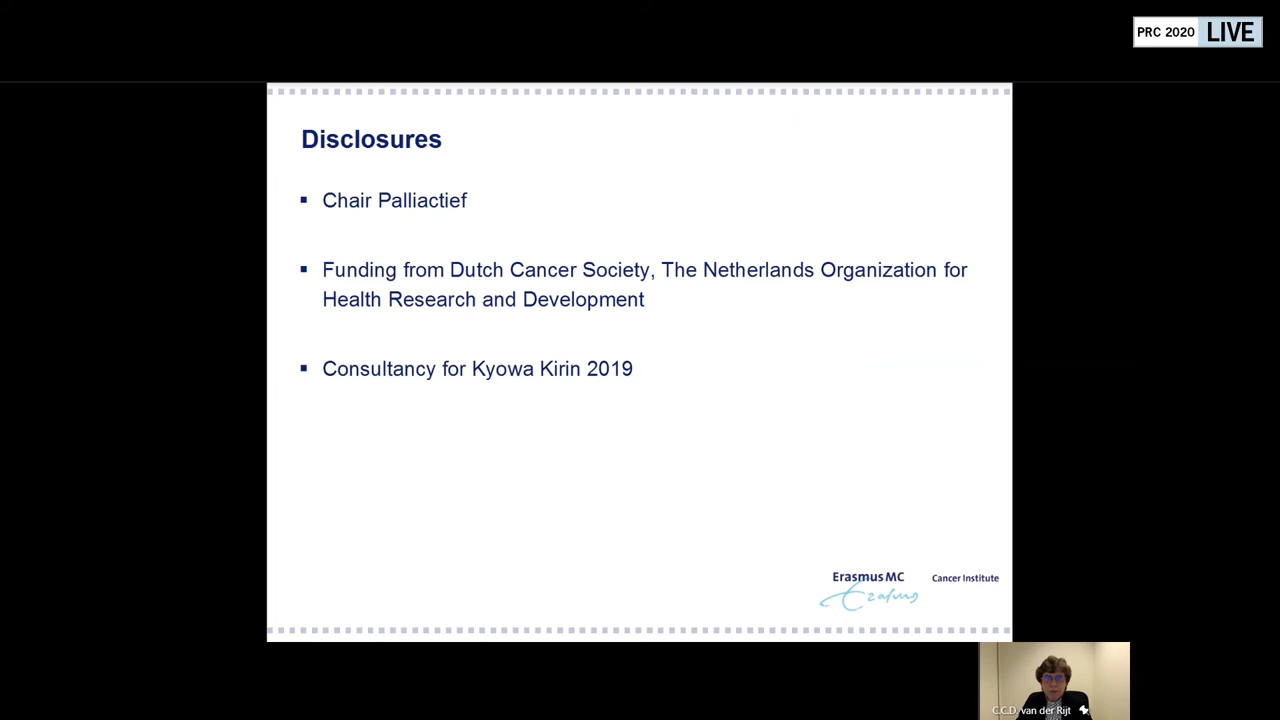 PRC 2020 LIVE
Disclosures
▪ Chair Palliactief
▪ Funding from Dutch Cancer Society, The Netherlands Organization for
Health Research and Development
▪ Consultancy for Kyowa Kirin 2019
Erasmus MC Cancer Institute
Erasmus
C.C.D. van der Rijt